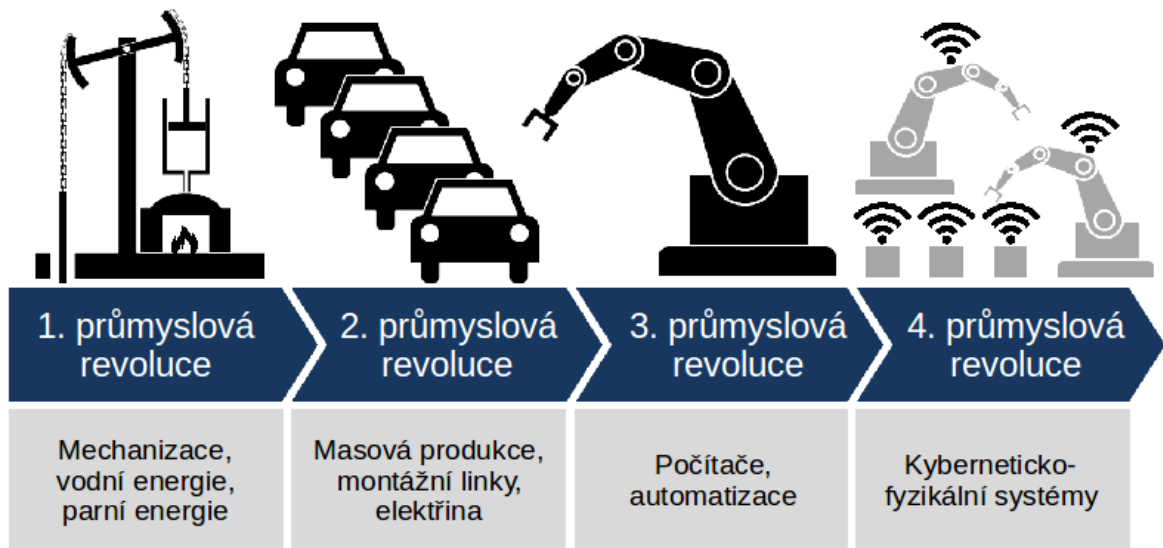 1. průmyslová
revoluce
2. průmyslová
revoluce
3. průmyslová
revoluce
4. průmyslová
revoluce
Mechanizace,
vodní energie,
parní energie
Masová produkce,
montážní linky,
elektřina
Počítače,
automatizace
Kyberneticko-
fyzikální systémy